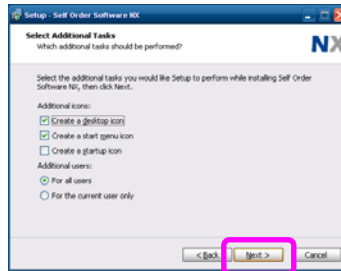 Setup - Self Order Software NX
Select Additional Tasks
Which additional tasks should be performed?
NX
Select the additional tasks you would like Setup to perform while installing Self Order
Software NX, then click Next.
Additional icons:
Create a desktop icon
Create a start menu icon
Create a startup icon
Additional users:
For all users
For the current user only
< Back
Next >
Cancel